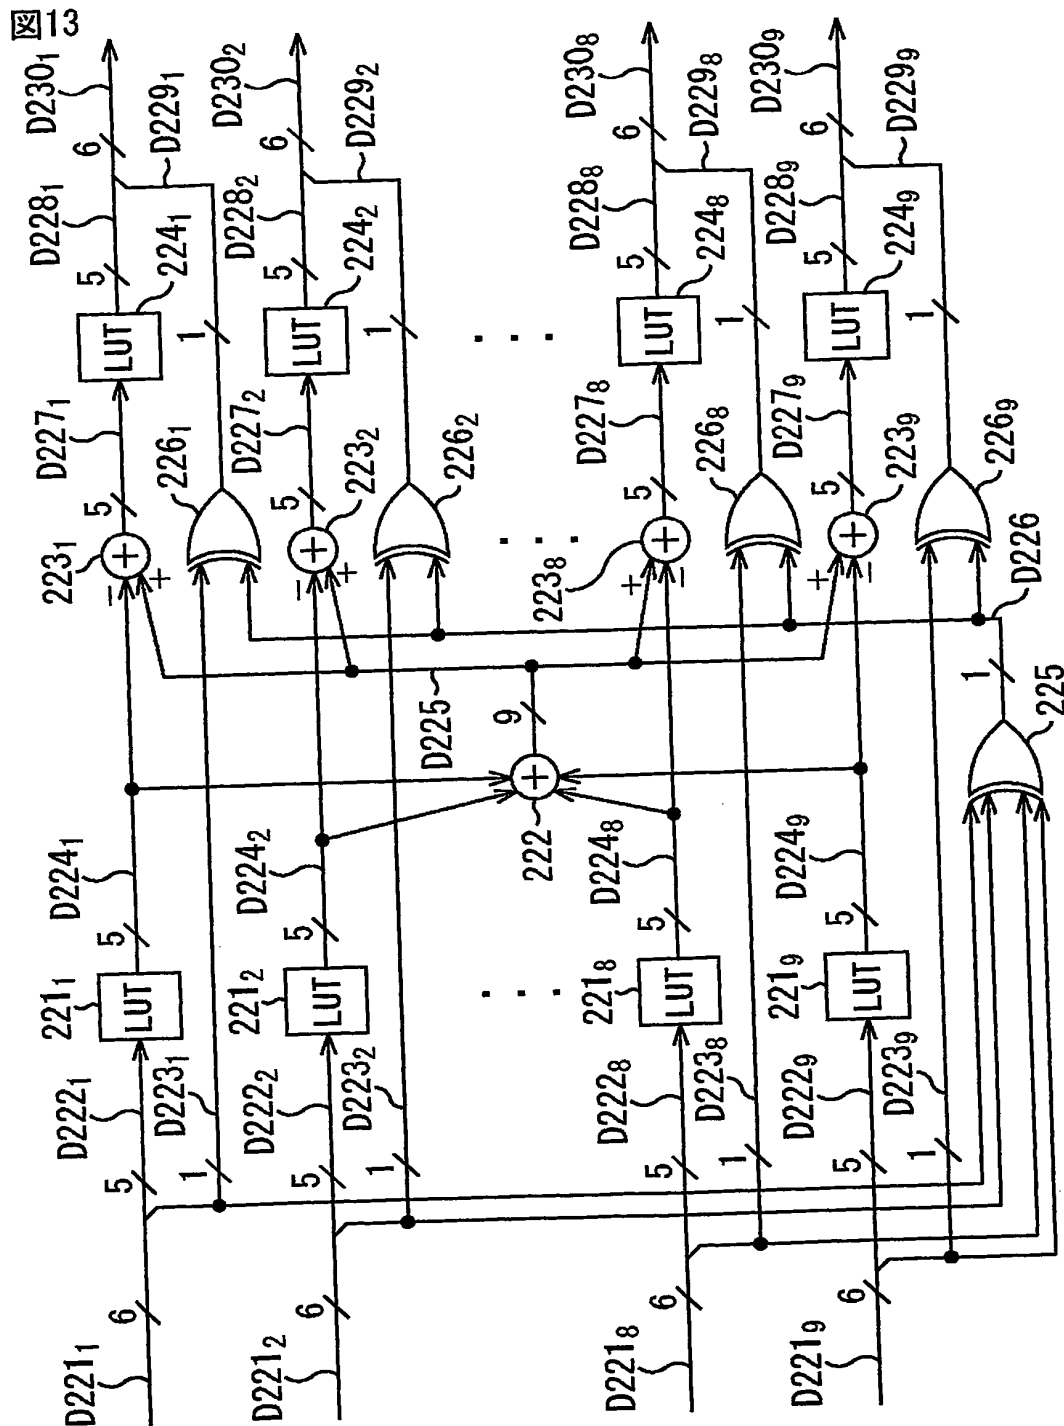 図13
D221₁
6
D222₁
5
D223₁
1
221₁
LUT
D224₁
5
223₁
−
+
226₁
D227₁
5
LUT
224₁
1
D228₁
5
D229₁
6
D230₁
D221₂
6
D222₂
5
D223₂
1
221₂
LUT
D224₂
5
223₂
−
+
226₂
D227₂
5
LUT
224₂
1
D228₂
5
D229₂
6
D230₂
222
+
9
D225
. . .
. . .
. . .
D221₈
6
D222₈
5
D223₈
1
221₈
LUT
D224₈
5
223₈
+
−
226₈
D227₈
5
LUT
224₈
1
D228₈
5
D229₈
6
D230₈
D221₉
6
D222₉
5
D223₉
1
221₉
LUT
D224₉
5
223₉
+
−
226₉
D227₉
5
LUT
224₉
1
D228₉
5
D229₉
6
D230₉
225
1
D226